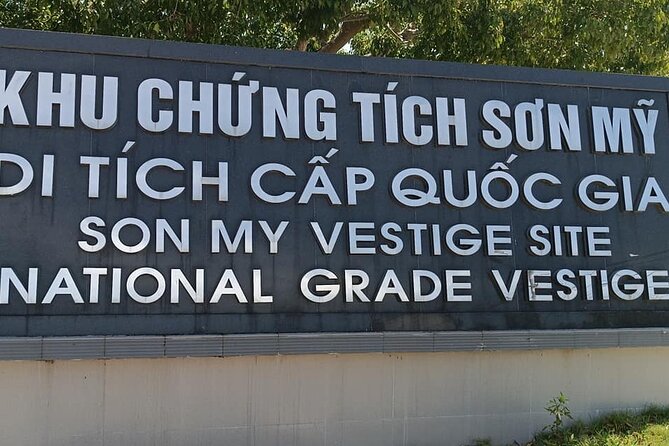 KHU CHỨNG TÍCH SƠN MỸ
DI TÍCH CẤP QUỐC GIA
SON MY VESTIGE SITE
NATIONAL GRADE VESTIGE